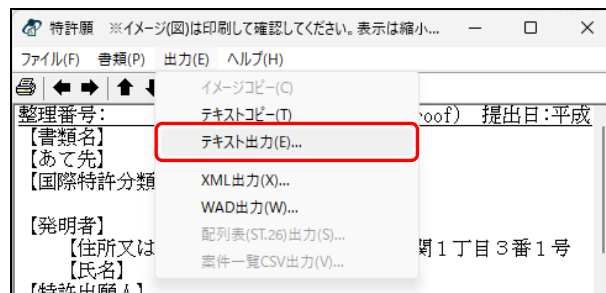 特許願 ※イメージ(図)は印刷して確認してください。表示は縮小...
ファイル(F) 書類(P) 出力(E) ヘルプ(H)
イメージコピー(C)
テキストコピー(T)
テキスト出力(E)...
XML出力(X)...
WAD出力(W)...
配列表(ST.26)出力(S)...
案件一覧CSV出力(V)...
整理番号: roof) 提出日:平成
【書類名】
【あて先】
【国際特許分類
【発明者】
【住所又は 関1丁目3番1号
【氏名】
【特許出願人】